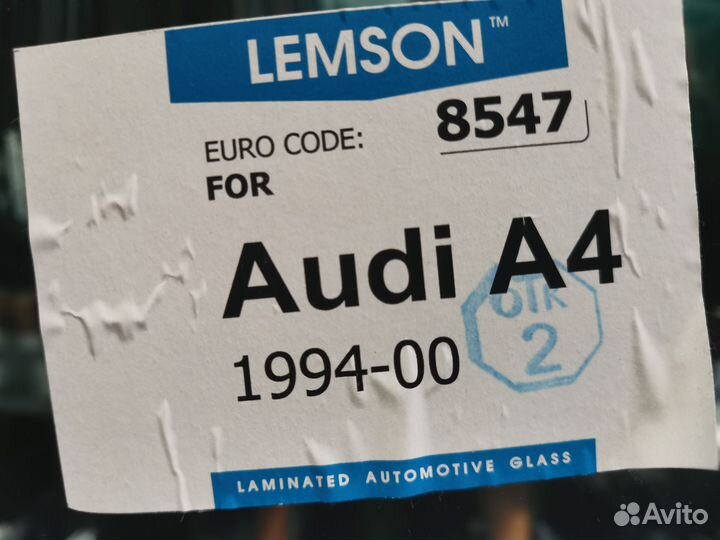 LEMSON™
EURO CODE: 8547
FOR
Audi A4
ОТК
1994-00
2
LAMINATED AUTOMOTIVE GLASS
Avito